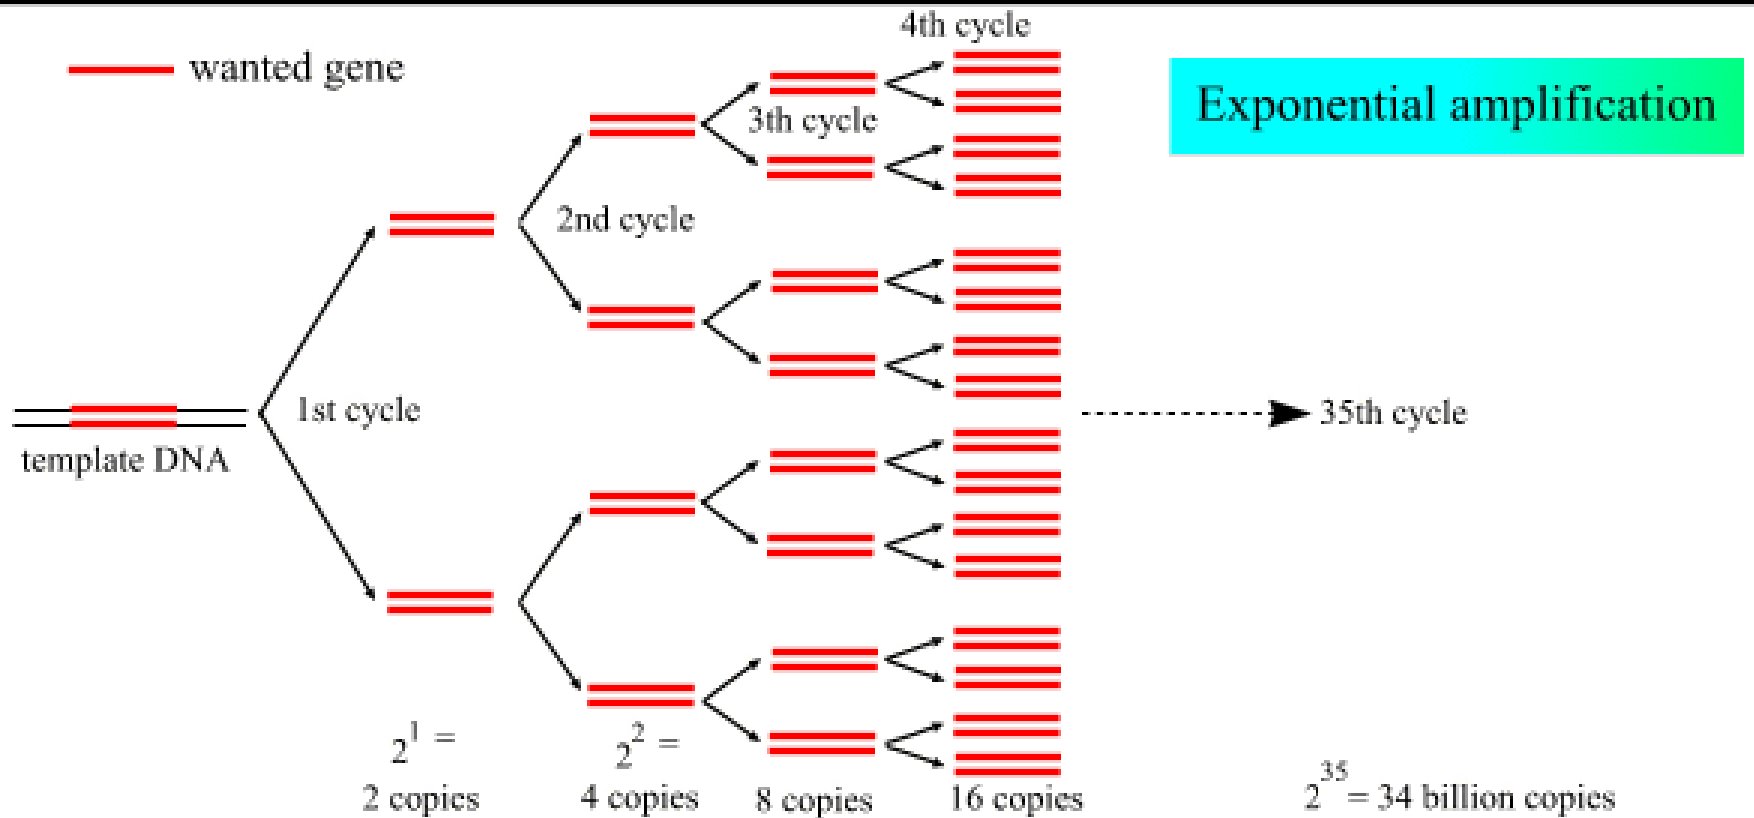 4th cycle
wanted gene
Exponential amplification
3th cycle
2nd cycle
1st cycle
35th cycle
template DNA
2^1 =
2^2 =
2 copies
4 copies
8 copies
16 copies
2^35 = 34 billion copies